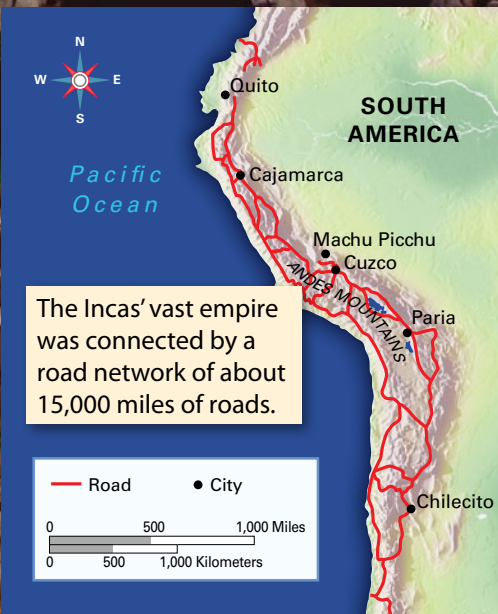 N
W E
S
Quito
SOUTH
AMERICA
Pacific
Ocean
Cajamarca
Machu Picchu
Cuzco
ANDES MOUNTAINS
Paria
The Incas' vast empire
was connected by a
road network of about
15,000 miles of roads.
Road City
0 500 1,000 Miles
0 500 1,000 Kilometers
Chilecito